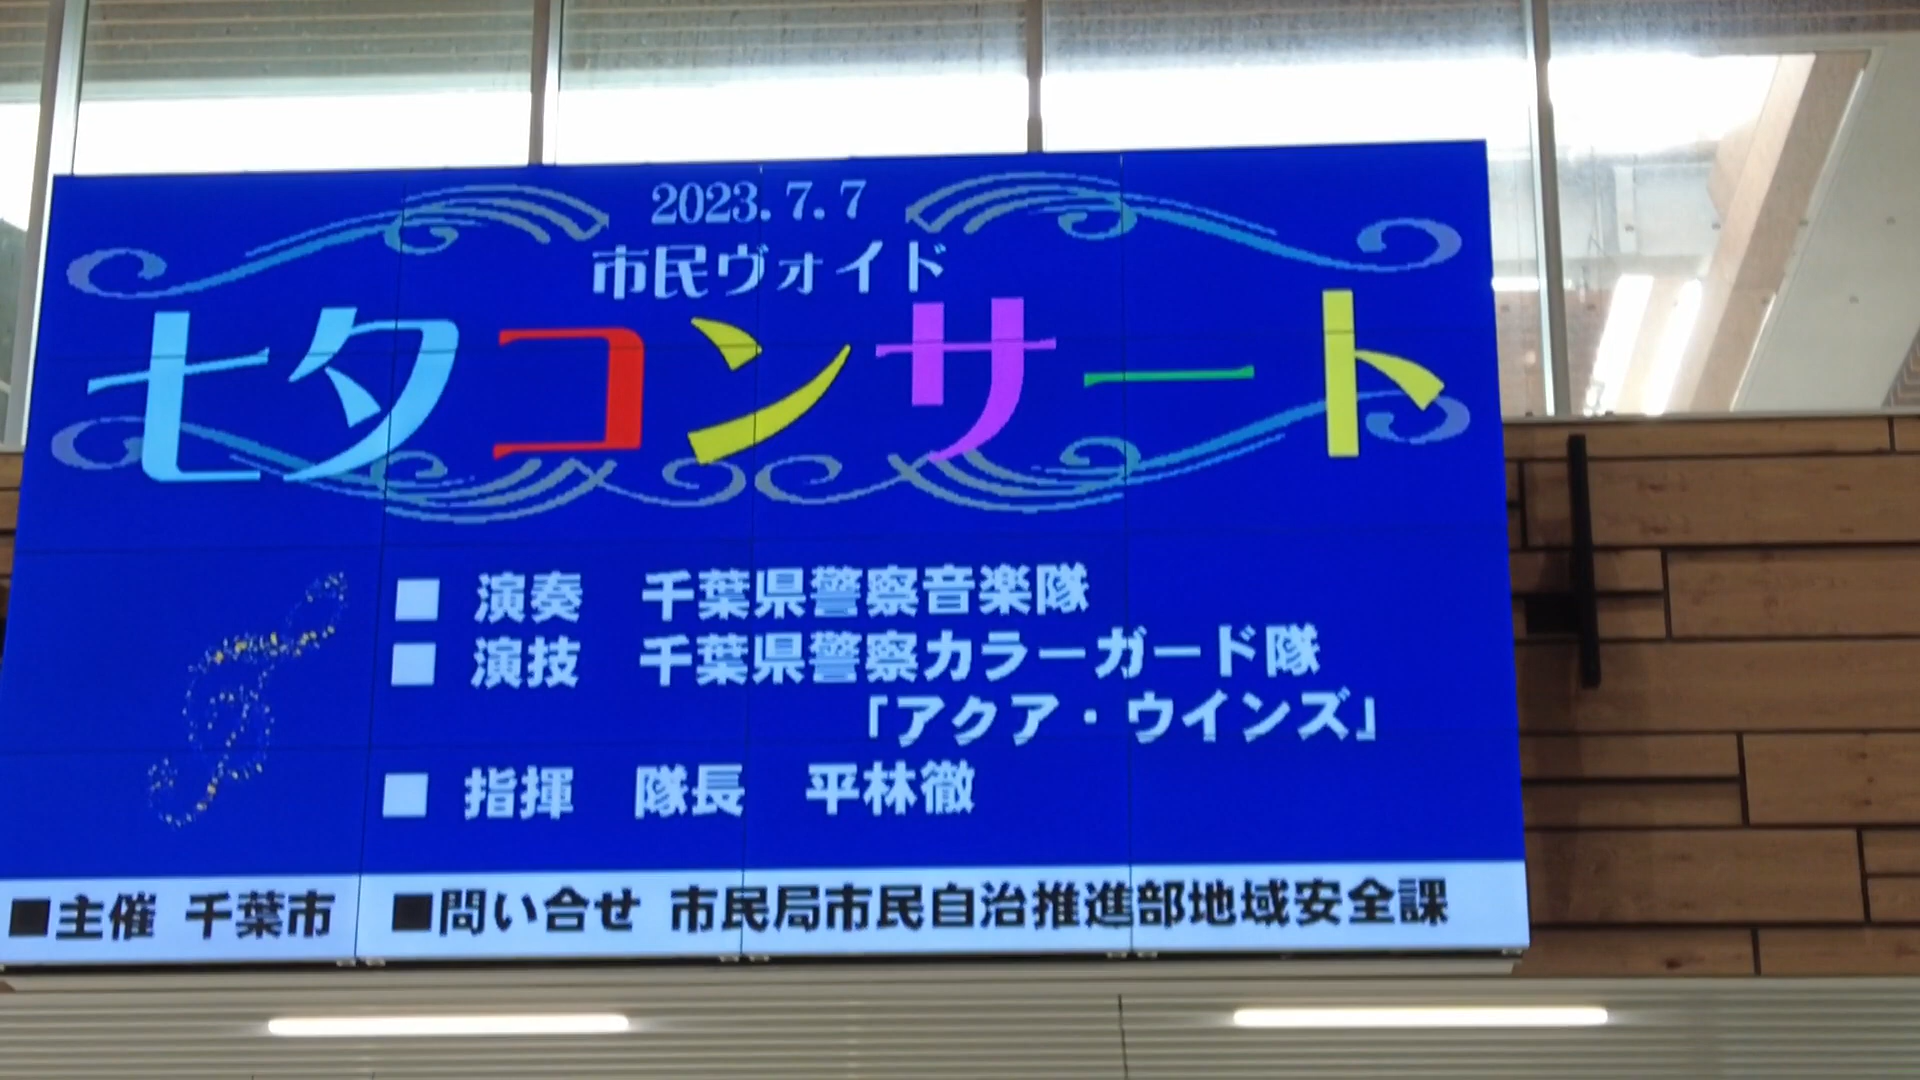 2023.7.7
市民ヴォイド
七夕コンサート
■ 演奏 千葉県警察音楽隊
■ 演技 千葉県警察カラーガード隊
「アクア・ウインズ」
■ 指揮 隊長 平林徹
■主催 千葉市 ■問い合せ 市民局市民自治推進部地域安全課